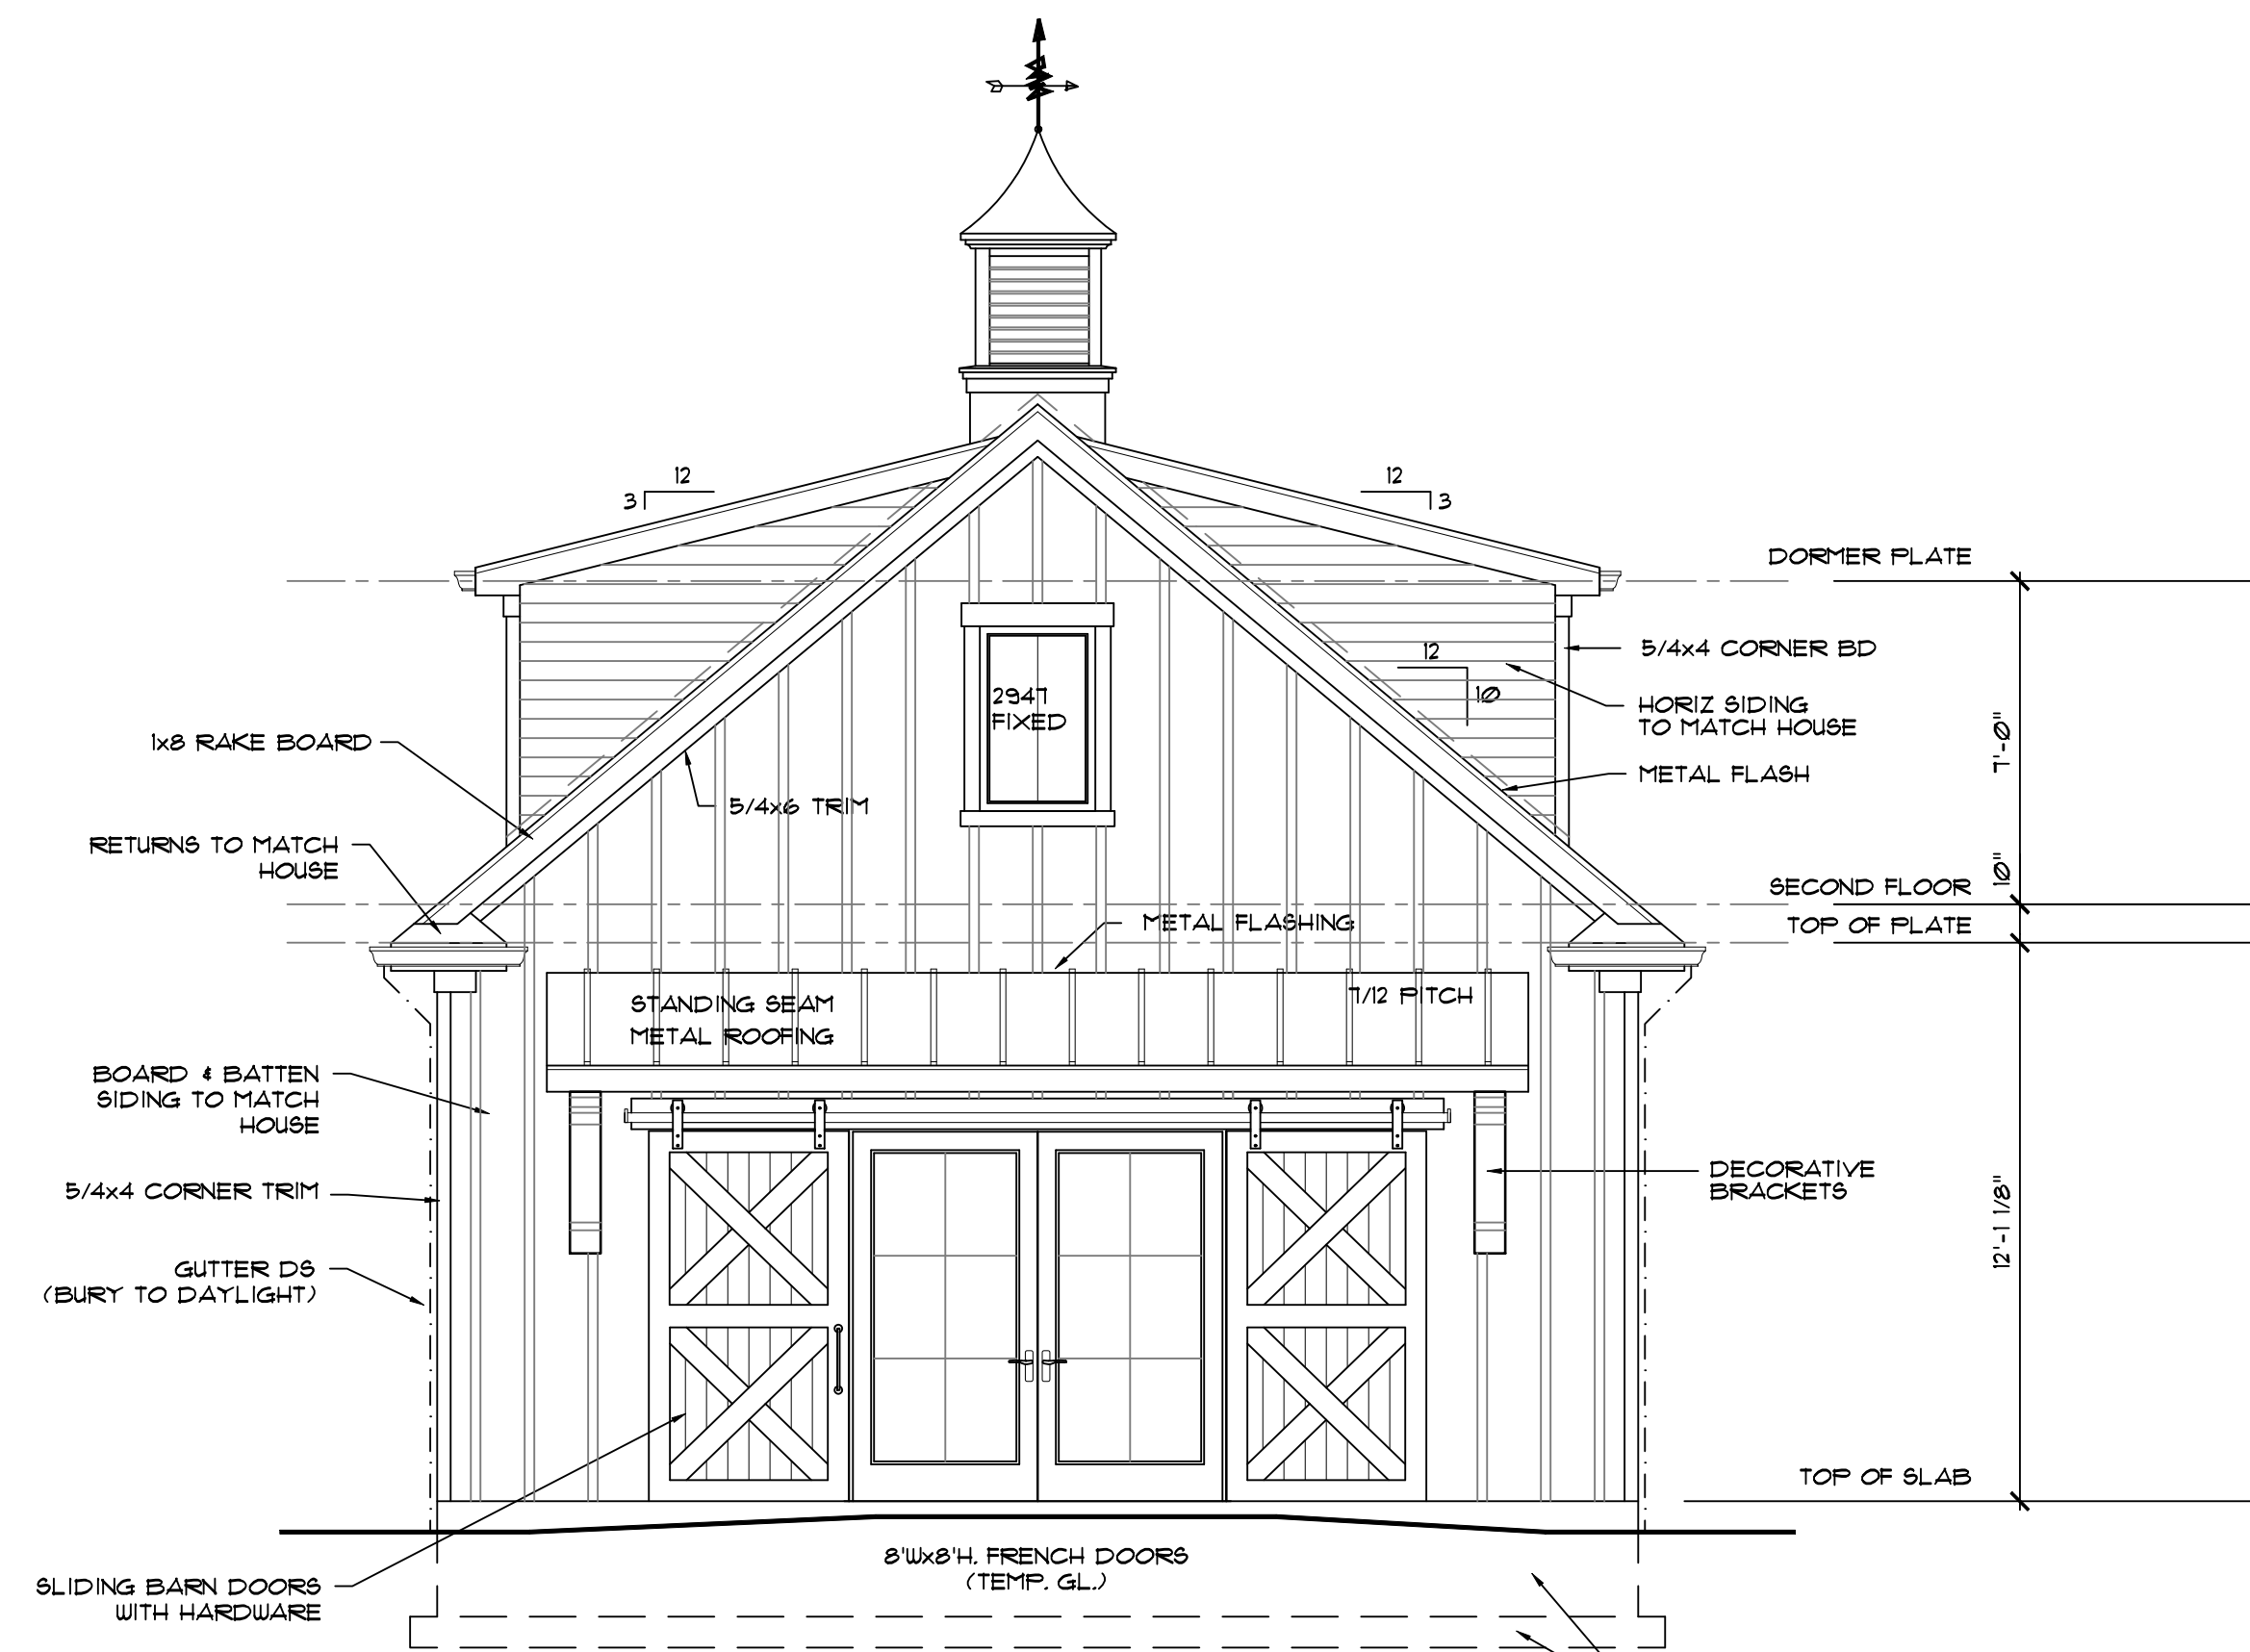 12
3
12
3
DORMER PLATE
5/4x4 CORNER BD
12
10
2947
FIXED
HORIZ SIDING
TO MATCH HOUSE
7'-0"
1x8 RAKE BOARD
METAL FLASH
5/4x6 TRIM
RETURNS TO MATCH
HOUSE
10"
SECOND FLOOR
TOP OF PLATE
METAL FLASHING
STANDING SEAM
METAL ROOFING
7/12 PITCH
BOARD & BATTEN
SIDING TO MATCH
HOUSE
DECORATIVE
BRACKETS
5/4x4 CORNER TRIM
12'-1 1/8"
GUTTER DS
(BURY TO DAYLIGHT)
TOP OF SLAB
8'Wx8'H. FRENCH DOORS
(TEMP. GL.)
SLIDING BARN DOORS
WITH HARDWARE